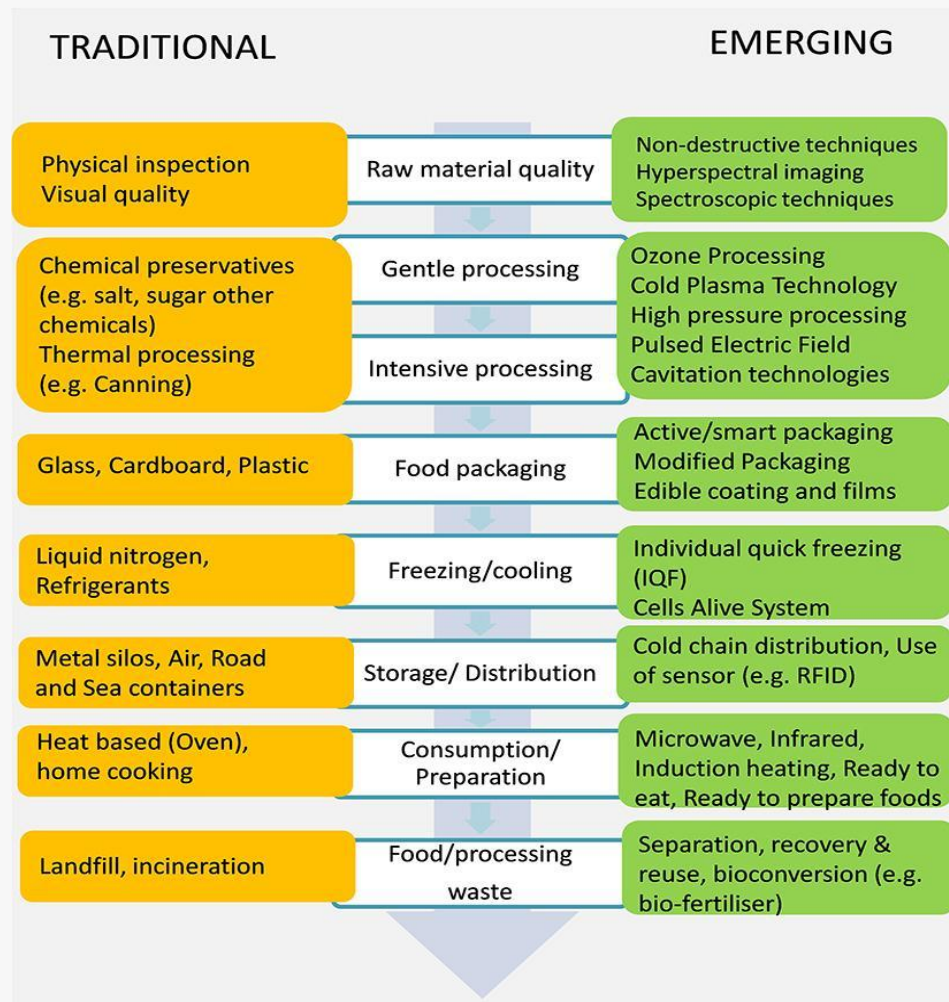 TRADITIONAL
EMERGING
Physical inspection
Visual quality
Raw material quality
Non-destructive techniques
Hyperspectral imaging
Spectroscopic techniques
Chemical preservatives
(e.g. salt, sugar other
chemicals)
Thermal processing
(e.g. Canning)
Gentle processing
Intensive processing
Ozone Processing
Cold Plasma Technology
High pressure processing
Pulsed Electric Field
Cavitation technologies
Glass, Cardboard, Plastic
Food packaging
Active/smart packaging
Modified Packaging
Edible coating and films
Liquid nitrogen,
Refrigerants
Freezing/cooling
Individual quick freezing
(IQF)
Cells Alive System
Metal silos, Air, Road
and Sea containers
Storage/ Distribution
Cold chain distribution, Use
of sensor (e.g. RFID)
Heat based (Oven),
home cooking
Consumption/
Preparation
Microwave, Infrared,
Induction heating, Ready to
eat, Ready to prepare foods
Landfill, incineration
Food/processing
waste
Separation, recovery &
reuse, bioconversion (e.g.
bio-fertiliser)